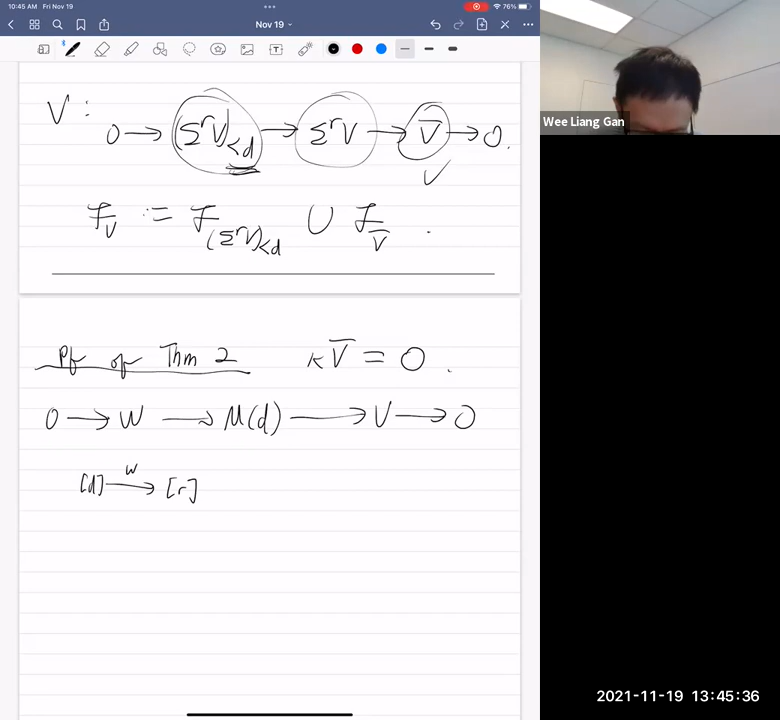 10:45 AM Fri Nov 19
76%
Nov 19
V :
0 → (Σ^r V)_{<d} → Σ^r V → V̅ → 0.
F_V := F_{(Σ^r V)_{<d}} ∪ F_{V̅} .
Pf of Thm 2 κV̅ = 0 .
0 → W → M(d) → V → 0
[d] →^w [r]
Wee Liang Gan
2021-11-19 13:45:36